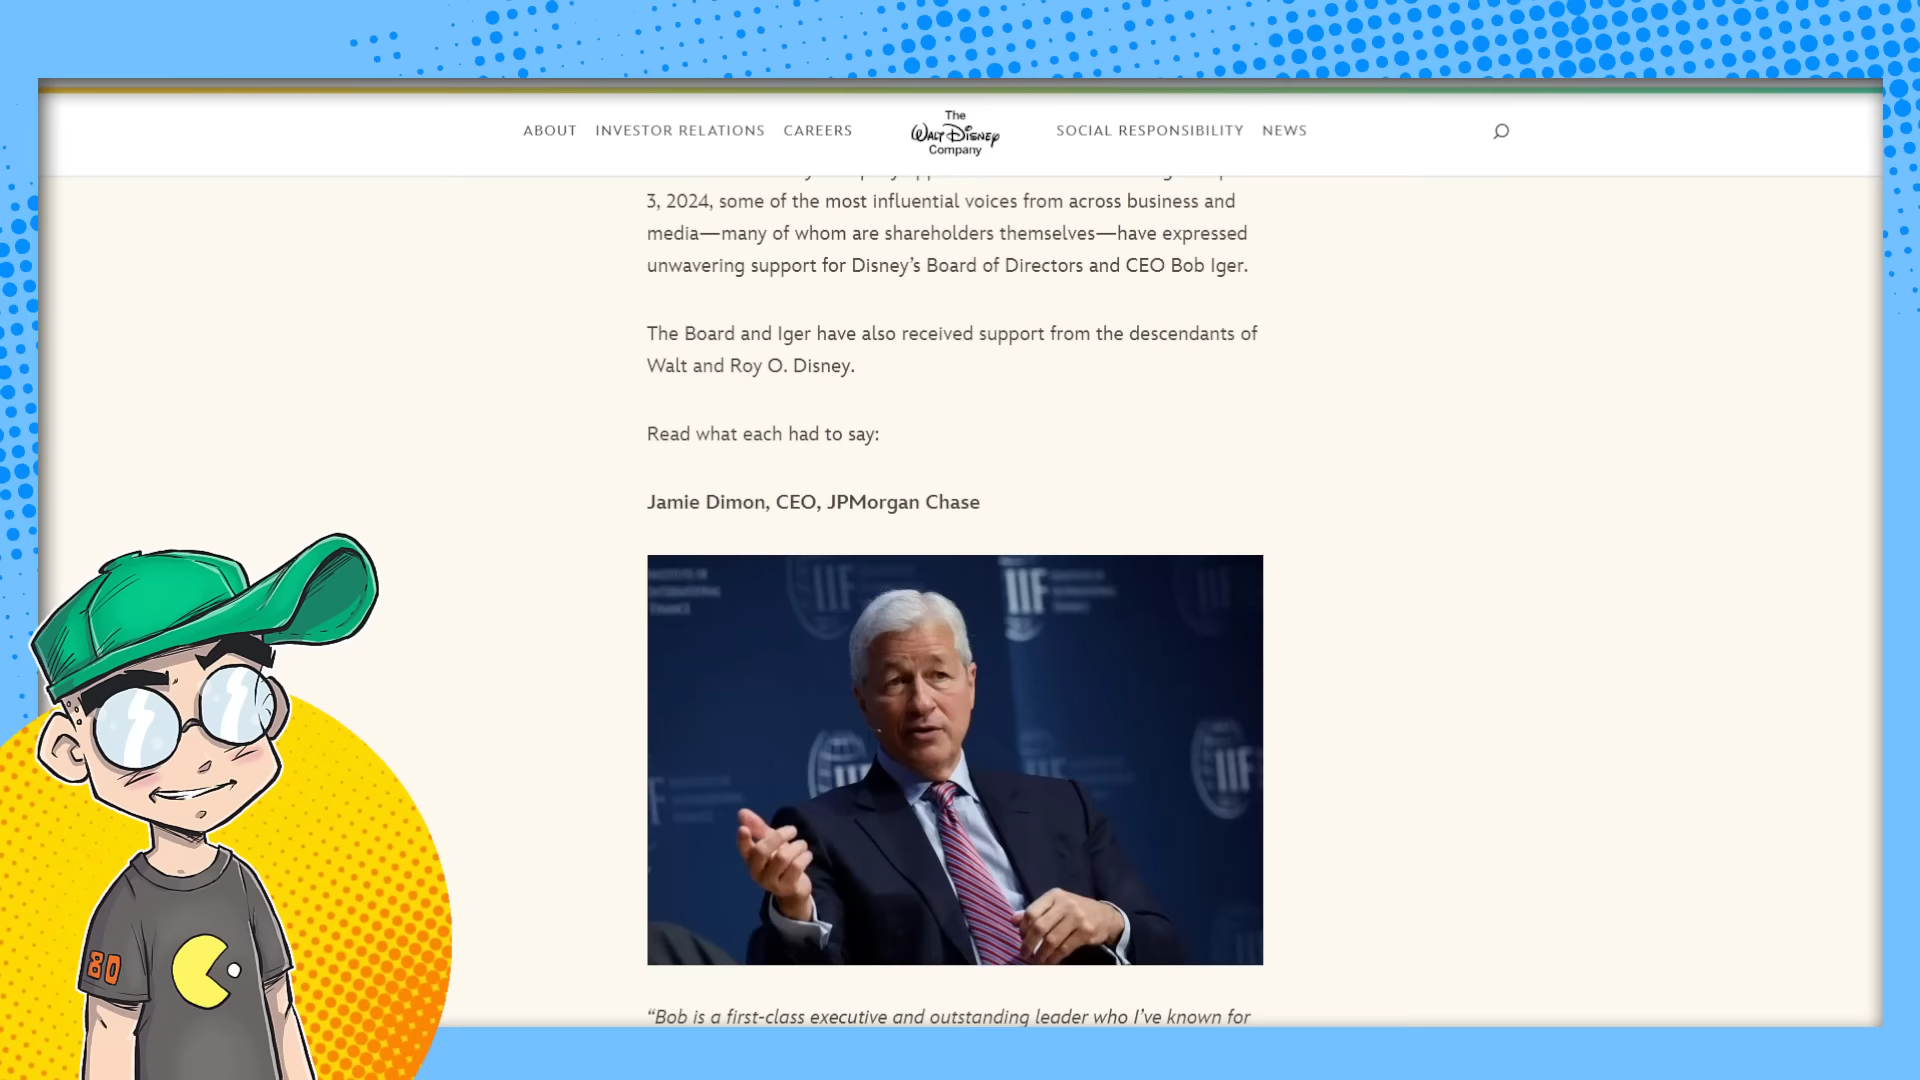 ABOUT INVESTOR RELATIONS CAREERS
The
WALT DISNEY
Company
SOCIAL RESPONSIBILITY NEWS
3, 2024, some of the most influential voices from across business and
media—many of whom are shareholders themselves—have expressed
unwavering support for Disney’s Board of Directors and CEO Bob Iger.
The Board and Iger have also received support from the descendants of
Walt and Roy O. Disney.
Read what each had to say:
Jamie Dimon, CEO, JPMorgan Chase
IIF
IIF
IIF
IIF
“Bob is a first-class executive and outstanding leader who I’ve known for
80